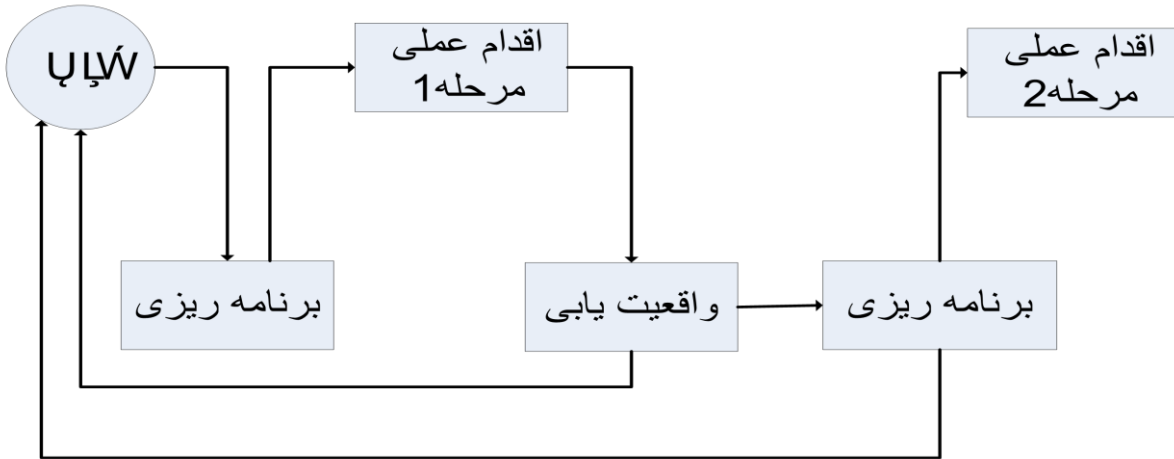 اقدام عملی
مرحله1
اقدام عملی
مرحله2
برنامه ریزی
واقعیت یابی
برنامه ریزی